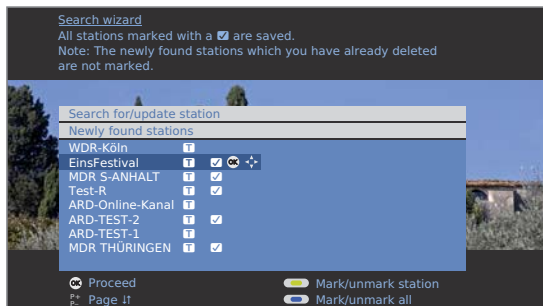 Search wizard
All stations marked with a ☑ are saved.
Note: The newly found stations which you have already deleted
are not marked.
Search for/update station
Newly found stations
WDR-Köln T
EinsFestival T ☑ OK
MDR S-ANHALT T ☑
Test-R T ☑
ARD-Online-Kanal T
ARD-TEST-2 T ☑
ARD-TEST-1 T
MDR THÜRINGEN T ☑
OK Proceed Mark/unmark station
P+ P– Page ↓↑ Mark/unmark all